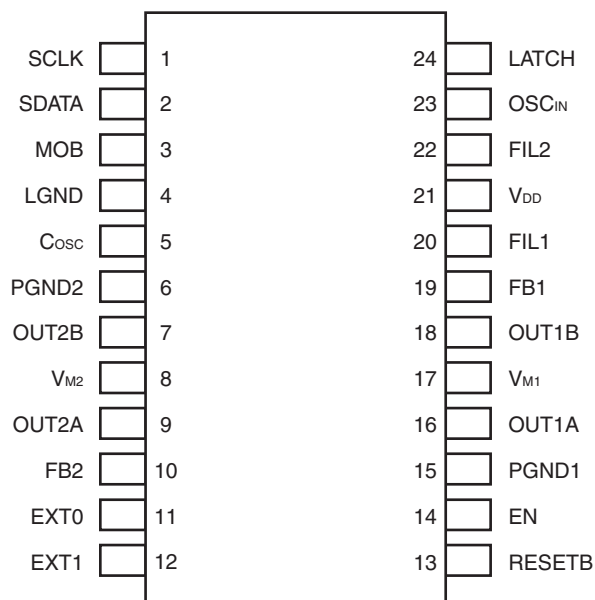 SCLK 1 24 LATCH
SDATA 2 23 OSCIN
MOB 3 22 FIL2
LGND 4 21 VDD
COSC 5 20 FIL1
PGND2 6 19 FB1
OUT2B 7 18 OUT1B
VM2 8 17 VM1
OUT2A 9 16 OUT1A
FB2 10 15 PGND1
EXT0 11 14 EN
EXT1 12 13 RESETB